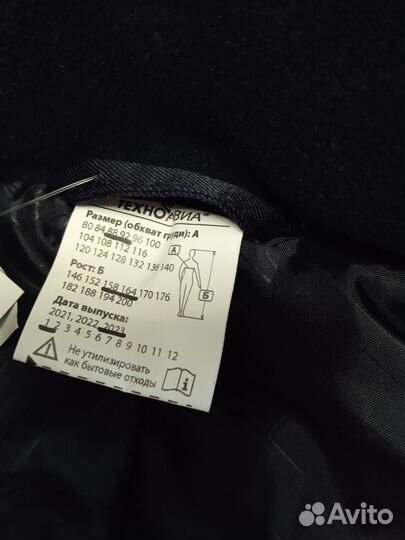 ТЕХНОАВИА
Размер (обхват груди): А
80 84 88 92 96 100
104 108 112 116
120 124 128 132 136 140
Рост: Б
146 152 158 164 170 176
182 188 194 200
Дата выпуска:
2021, 2022, 2023
1 2 3 4 5 6 7 8 9 10 11 12
Не утилизировать
как бытовые отходы
А
Б
i
Avito